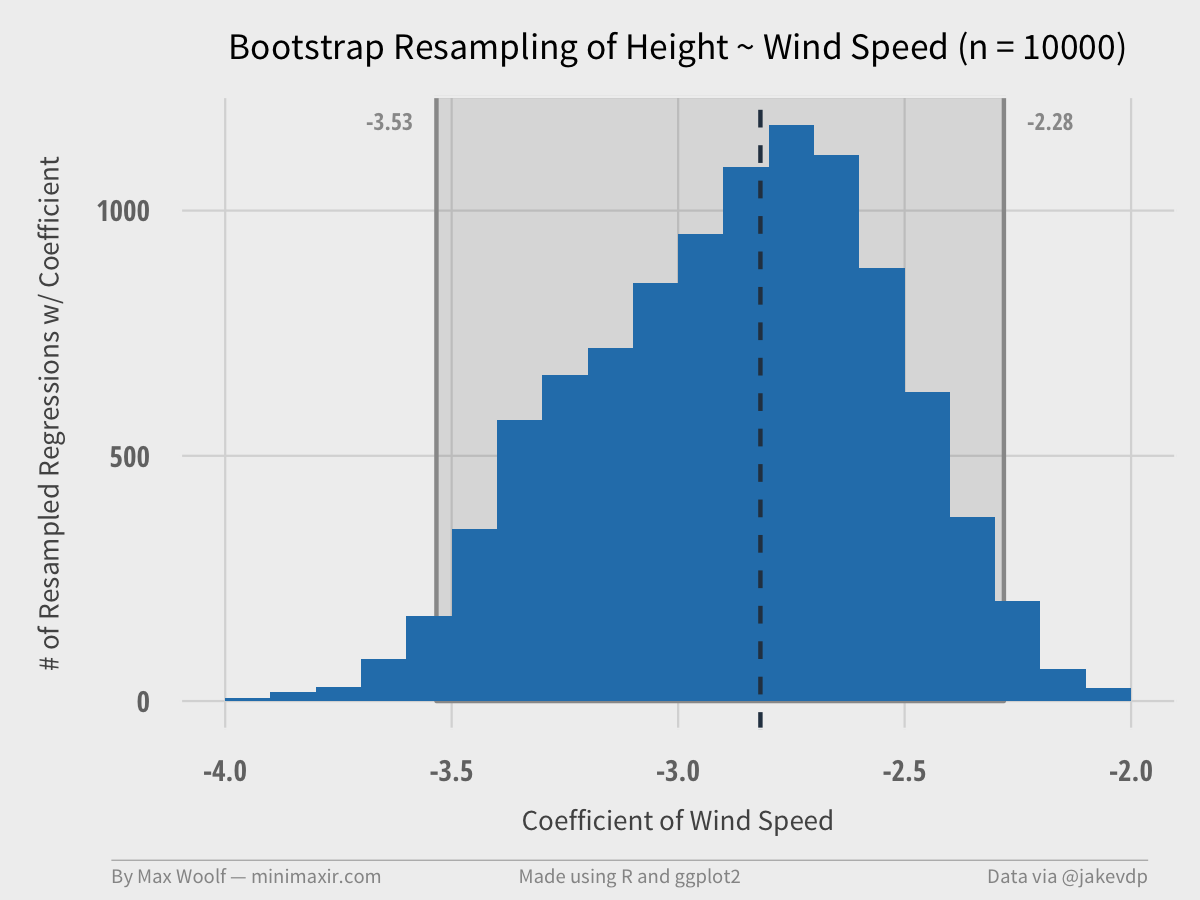 Bootstrap Resampling of Height ~ Wind Speed (n = 10000)
-3.53
-2.28
# of Resampled Regressions w/ Coefficient
1000
500
0
-4.0 -3.5 -3.0 -2.5 -2.0
Coefficient of Wind Speed
By Max Woolf — minimaxir.com Made using R and ggplot2 Data via @jakevdp